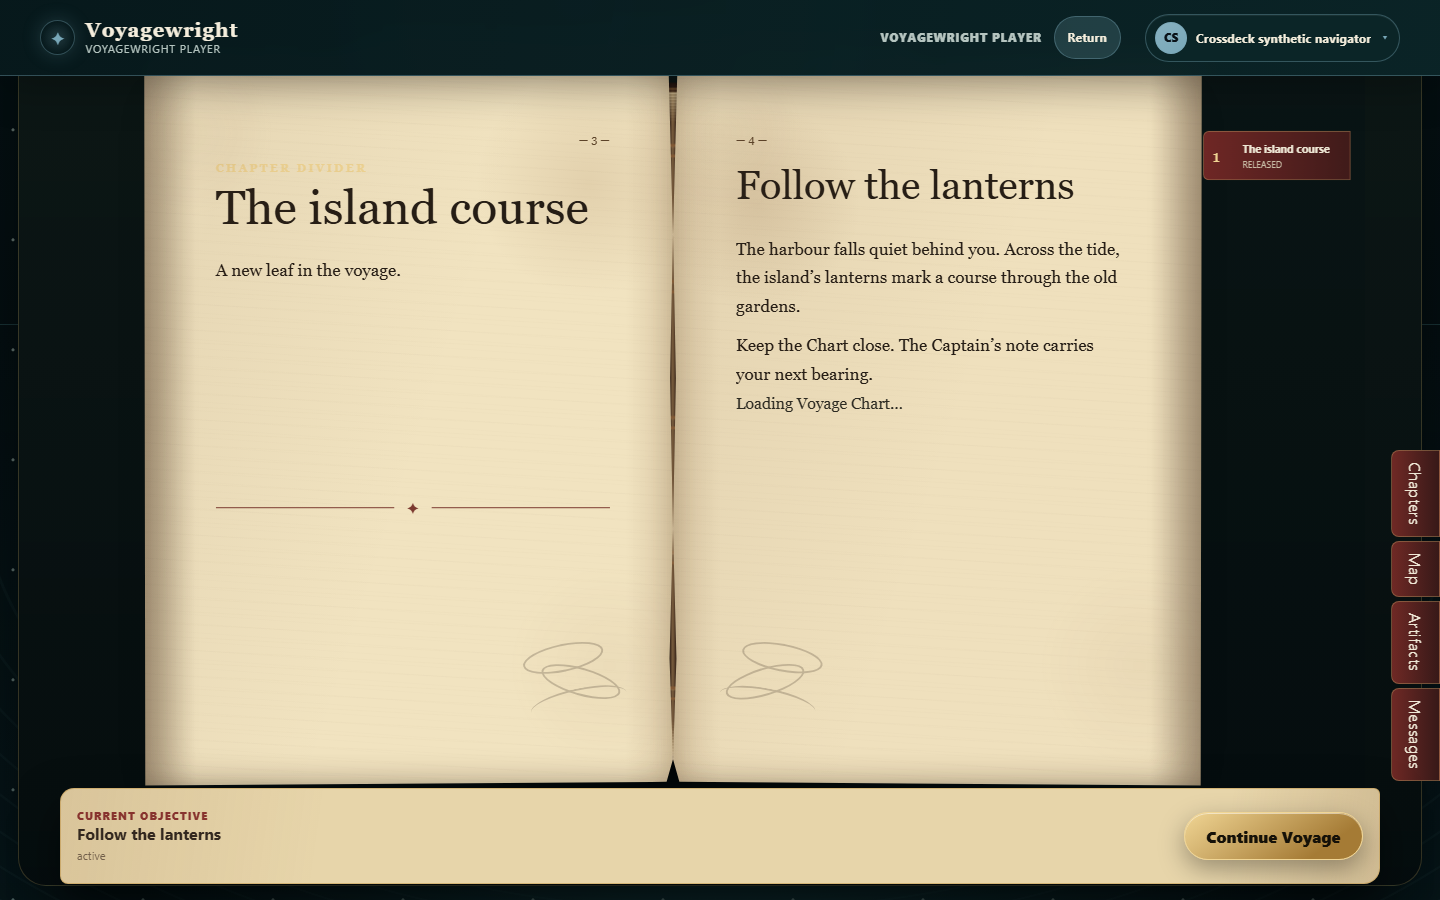 Voyagewright
VOYAGEWRIGHT PLAYER
VOYAGEWRIGHT PLAYER
Return
CS
Crossdeck synthetic navigator
— 3 —
CHAPTER DIVIDER
The island course
A new leaf in the voyage.
— 4 —
Follow the lanterns
The harbour falls quiet behind you. Across the tide,
the island’s lanterns mark a course through the old
gardens.
Keep the Chart close. The Captain’s note carries
your next bearing.
Loading Voyage Chart…
1
The island course
RELEASED
Chapters
Map
Artifacts
Messages
CURRENT OBJECTIVE
Follow the lanterns
active
Continue Voyage